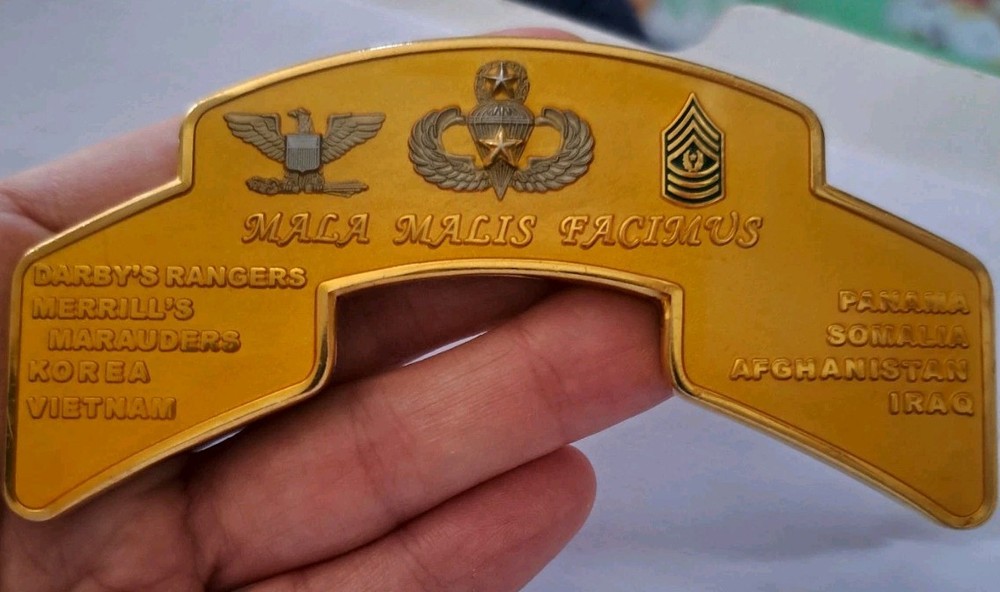 MALA MALIS FACIMUS
DARBY'S RANGERS
MERRILL'S
MARAUDERS
KOREA
VIETNAM
PANAMA
SOMALIA
AFGHANISTAN
IRAQ